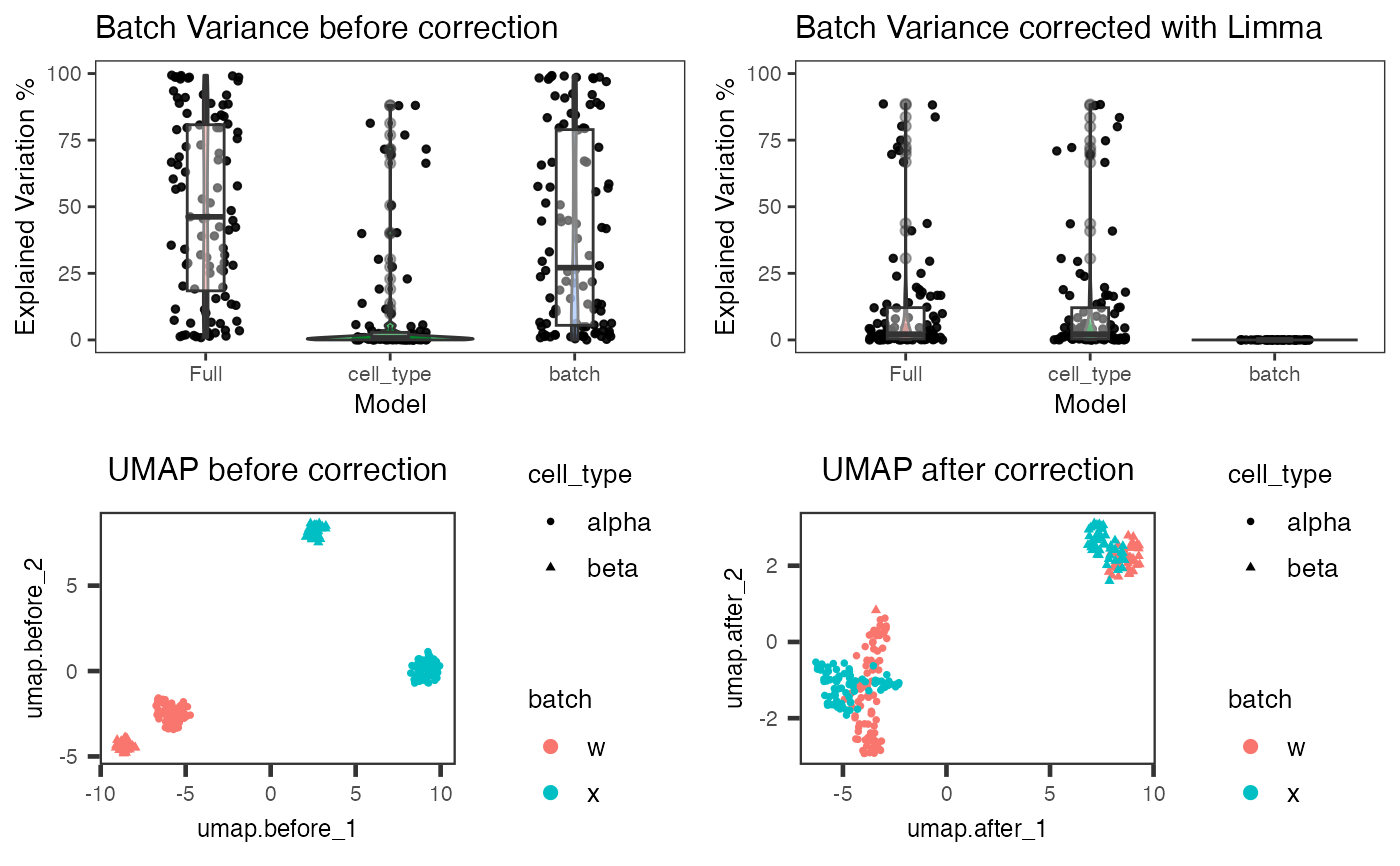 Batch Variance before correction
Explained Variation %
100
75
50
25
0
Full cell_type batch
Model
Batch Variance corrected with Limma
Explained Variation %
100
75
50
25
0
Full cell_type batch
Model
UMAP before correction
umap.before_2
5
0
-5
-10 -5 0 5 10
umap.before_1
cell_type
alpha
beta
batch
w
x
UMAP after correction
umap.after_2
2
0
-2
-5 0 5 10
umap.after_1
cell_type
alpha
beta
batch
w
x